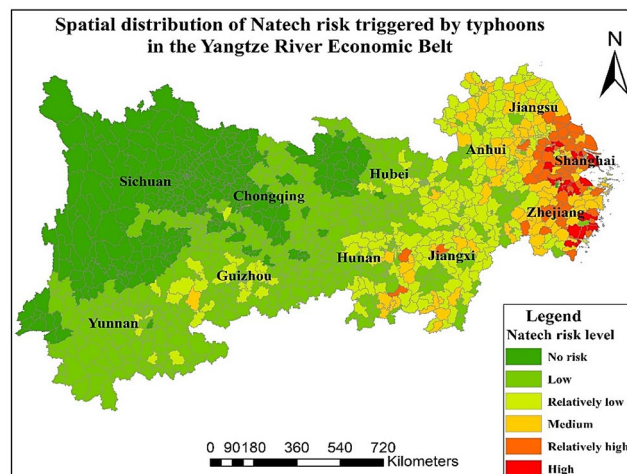 Spatial distribution of Natech risk triggered by typhoons
in the Yangtze River Economic Belt
N
Jiangsu
Anhui
Shanghai
Hubei
Sichuan
Chongqing
Zhejiang
Hunan
Jiangxi
Guizhou
Yunnan
Legend
Natech risk level
No risk
Low
Relatively low
Medium
Relatively high
High
0 90 180 360 540 720
Kilometers